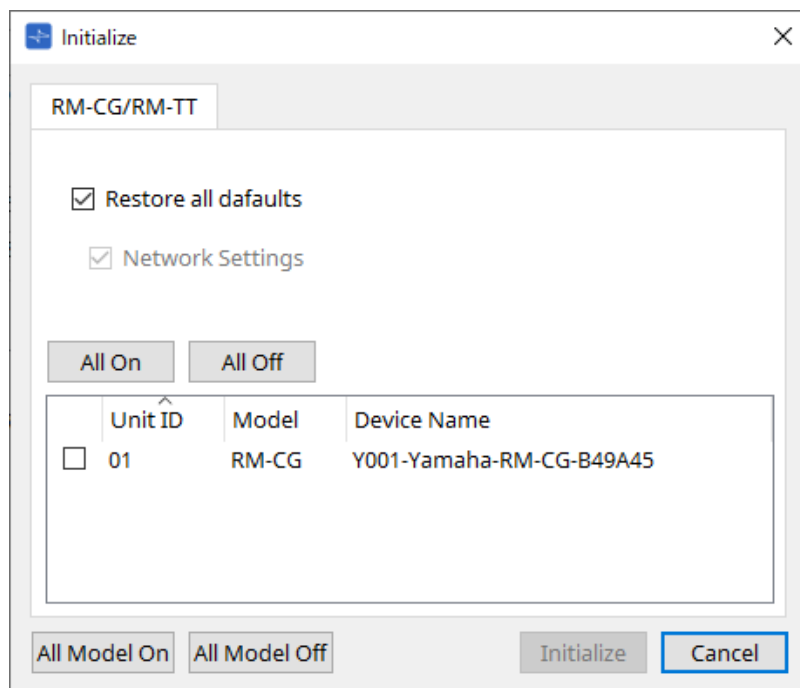 Initialize
RM-CG/RM-TT
Restore all dafaults
Network Settings
All On All Off
Unit ID Model Device Name
01 RM-CG Y001-Yamaha-RM-CG-B49A45
All Model On All Model Off Initialize Cancel